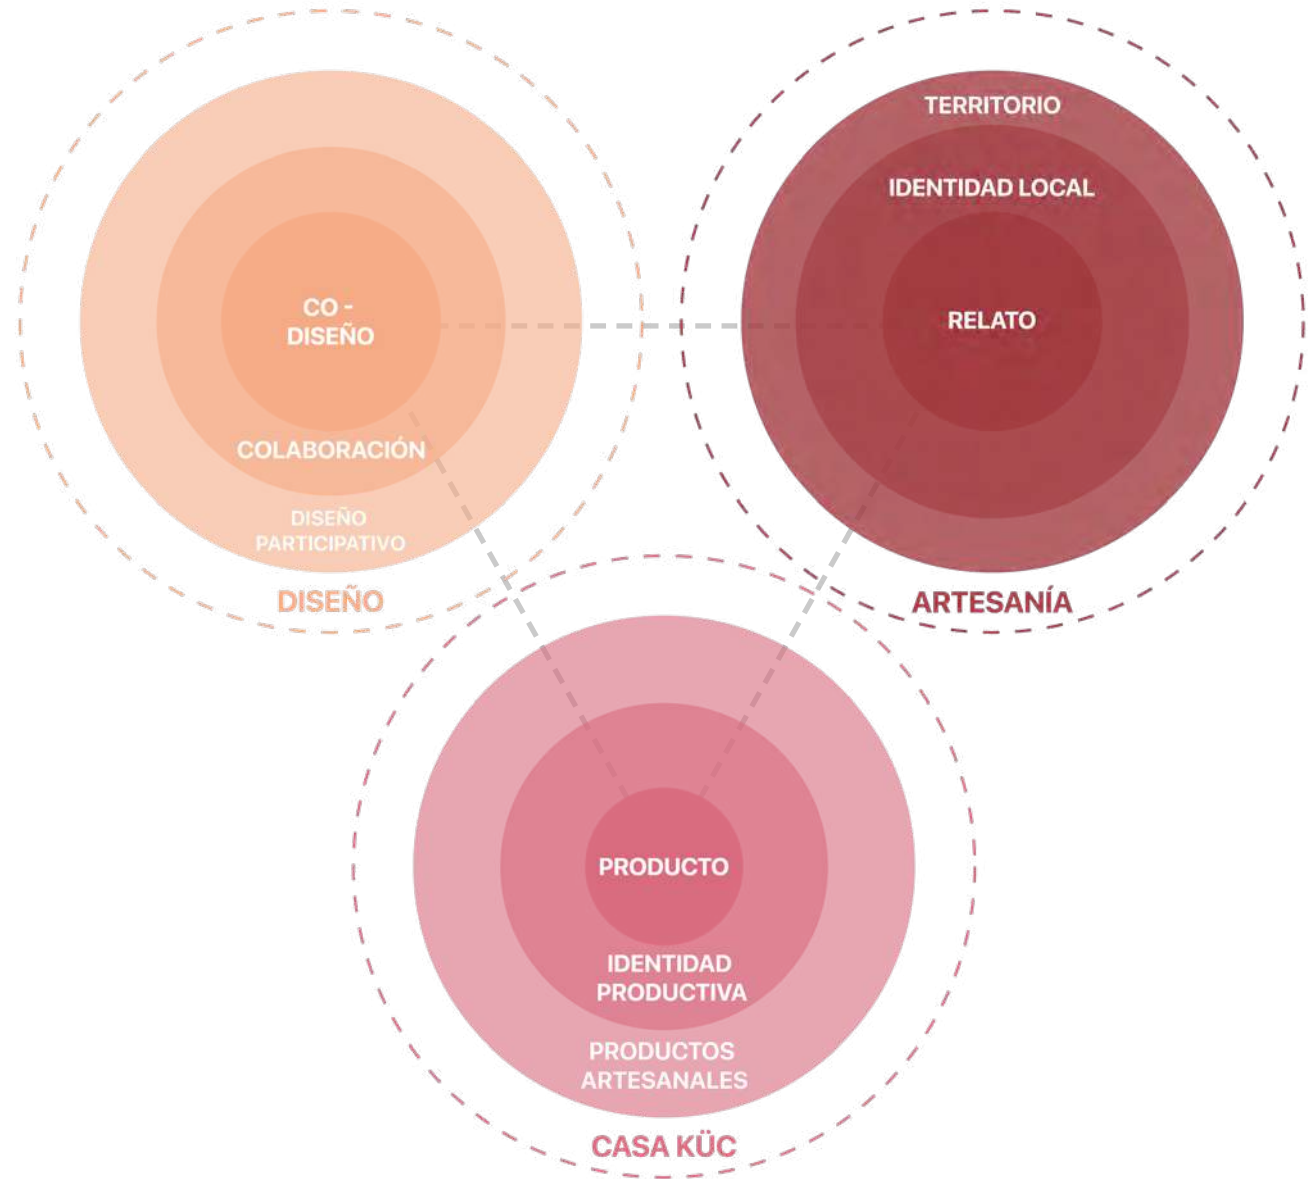 CO -
DISEÑO
COLABORACIÓN
DISEÑO
PARTICIPATIVO
DISEÑO
TERRITORIO
IDENTIDAD LOCAL
RELATO
ARTESANÍA
PRODUCTO
IDENTIDAD
PRODUCTIVA
PRODUCTOS
ARTESANALES
CASA KÜC